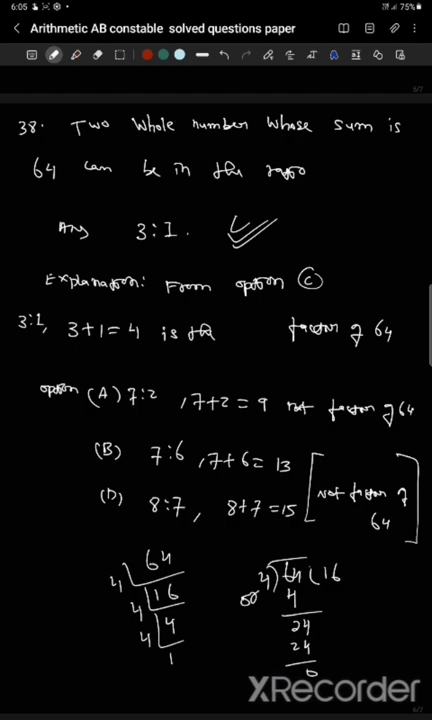 6:05
75%
Arithmetic AB constable solved questions paper
5/7
38. Two Whole number whose sum is
64 can be in the ratio
Ans 3:1.
Explanation: From option (C)
3:1, 3+1=4 is the factor of 64
option (A) 7:2, 7+2=9 not factor of 64
(B) 7:6, 7+6=13
(D) 8:7, 8+7=15
[not factor of
64]
4 64
4 16
4 4
1
4) 64 (16
4
24
24
0
XRecorder
6/7